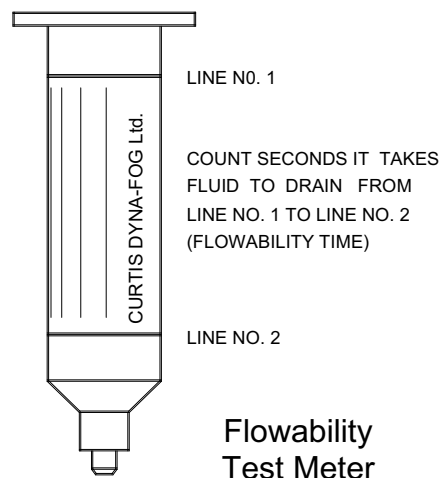 LINE N0. 1
COUNT SECONDS IT TAKES
FLUID TO DRAIN FROM
LINE NO. 1 TO LINE NO. 2
(FLOWABILITY TIME)
CURTIS DYNA-FOG Ltd.
LINE NO. 2
Flowability
Test Meter